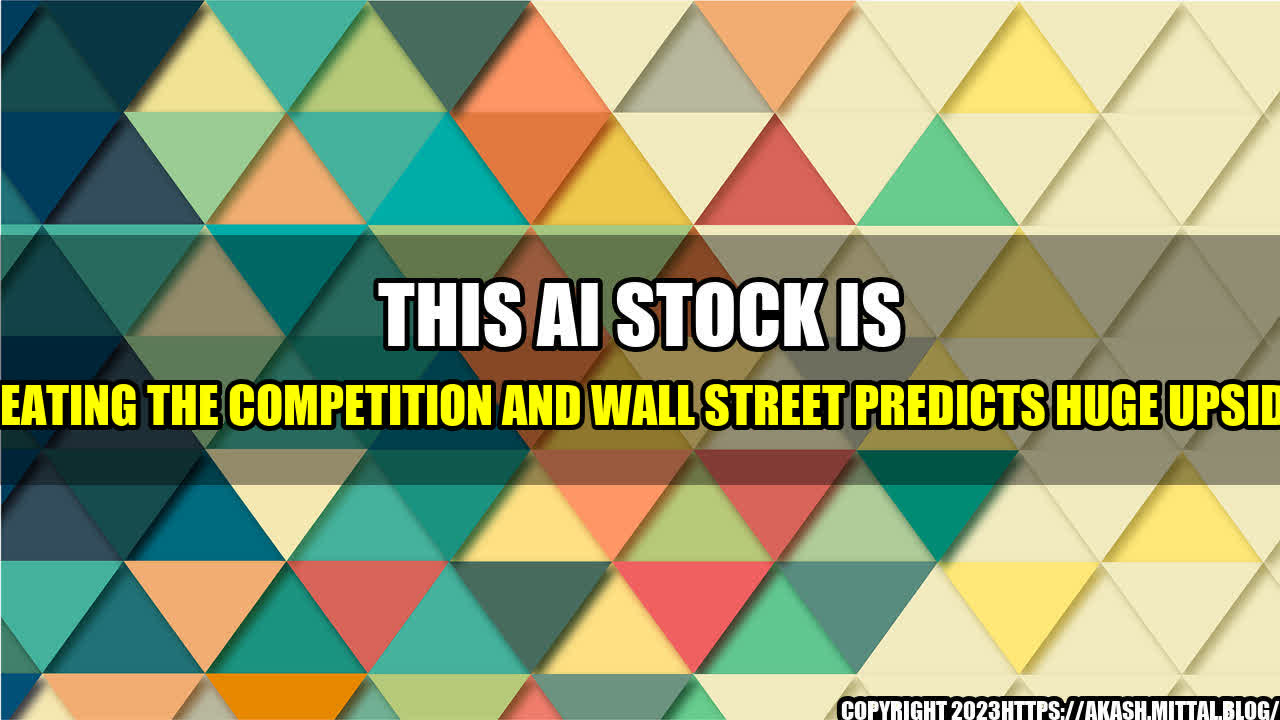 THIS AI STOCK IS
EATING THE COMPETITION AND WALL STREET PREDICTS HUGE UPSID
COPYRIGHT 2023HTTPS://AKASH.MITTAL.BLOG/